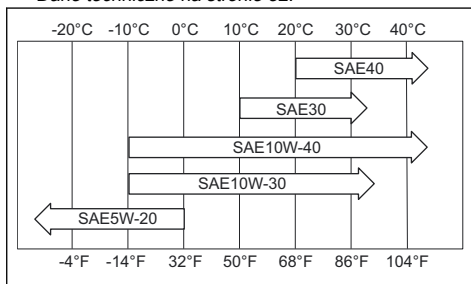 Dane techniczne na stronie
-20°C -10°C 0°C 10°C 20°C 30°C 40°C
SAE40
SAE30
SAE10W-40
SAE10W-30
SAE5W-20
-4°F -14°F 32°F 50°F 68°F 86°F 104°F